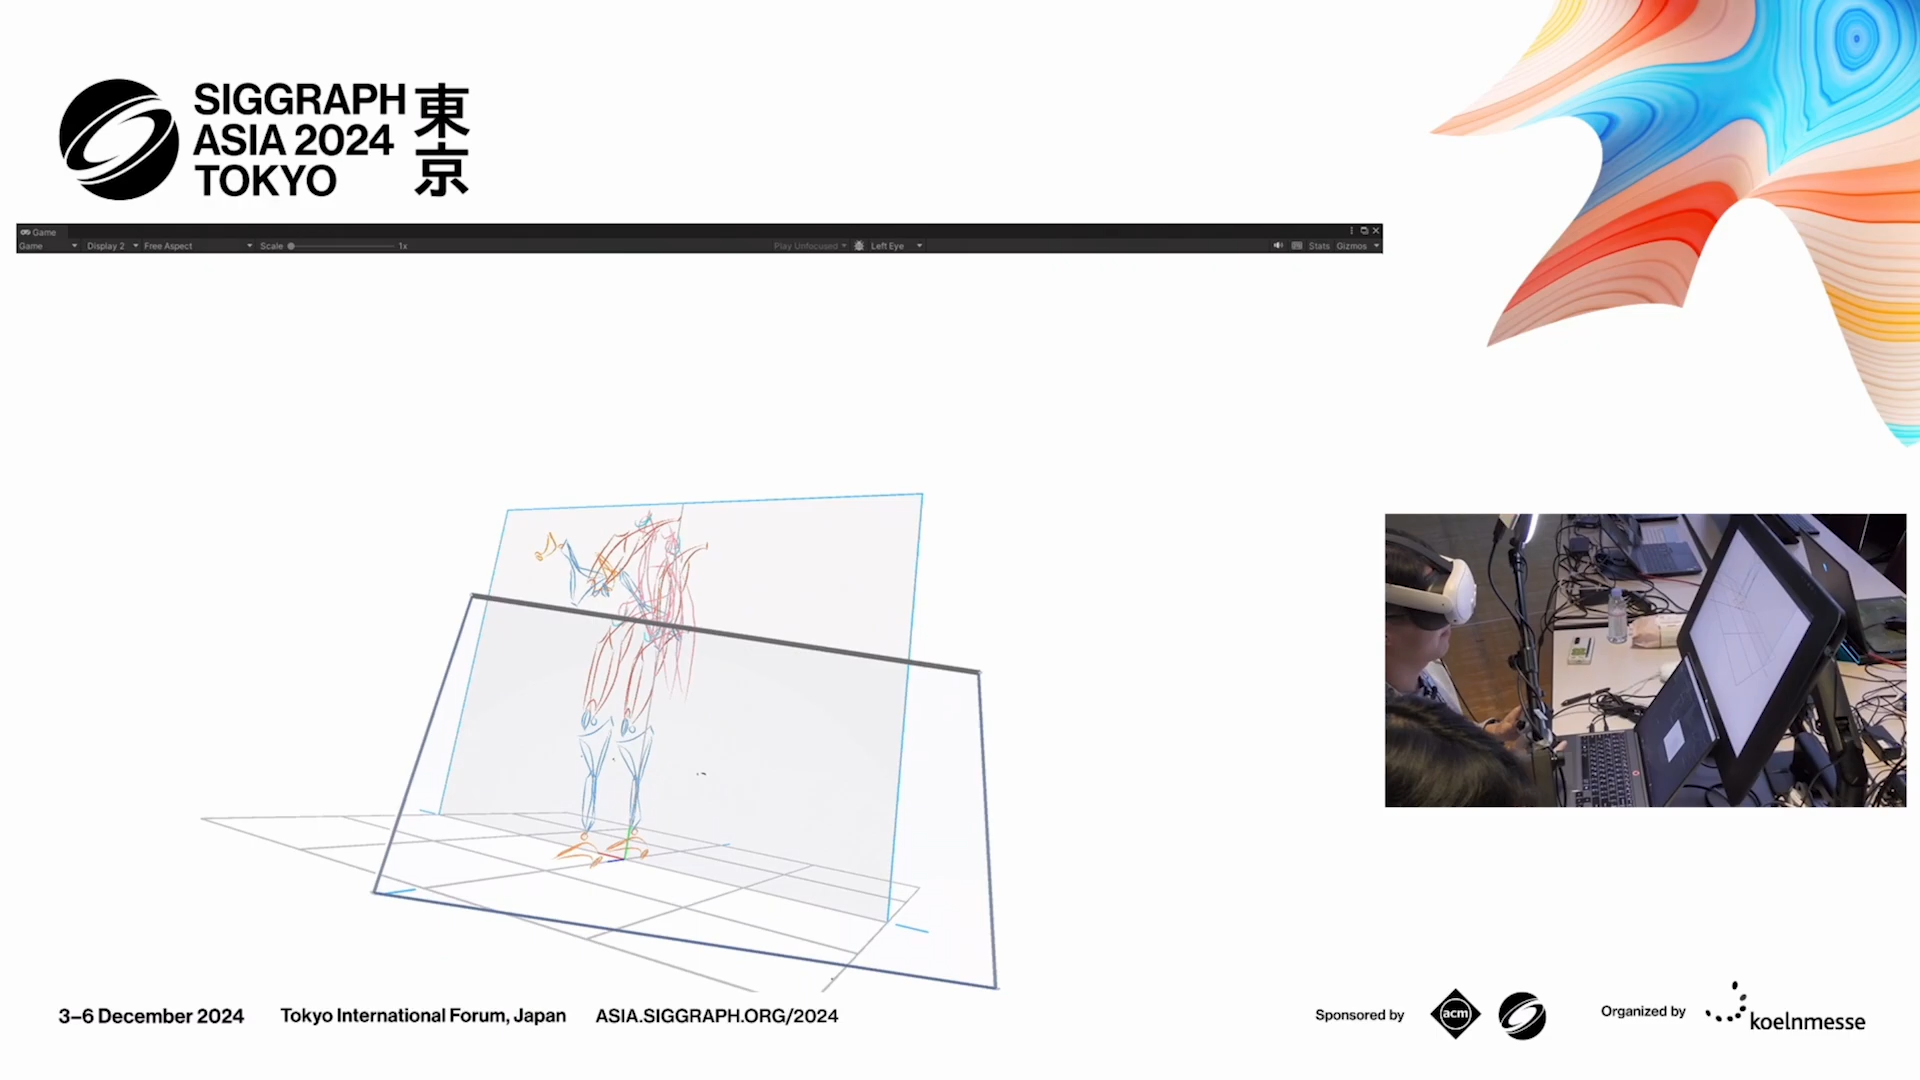 SIGGRAPH
ASIA 2024
TOKYO
東京
Game
Game Display 2 Free Aspect Scale 1x Play Unfocused Left Eye Stats Gizmos
3–6 December 2024 Tokyo International Forum, Japan ASIA.SIGGRAPH.ORG/2024
Sponsored by acm Organized by koelnmesse